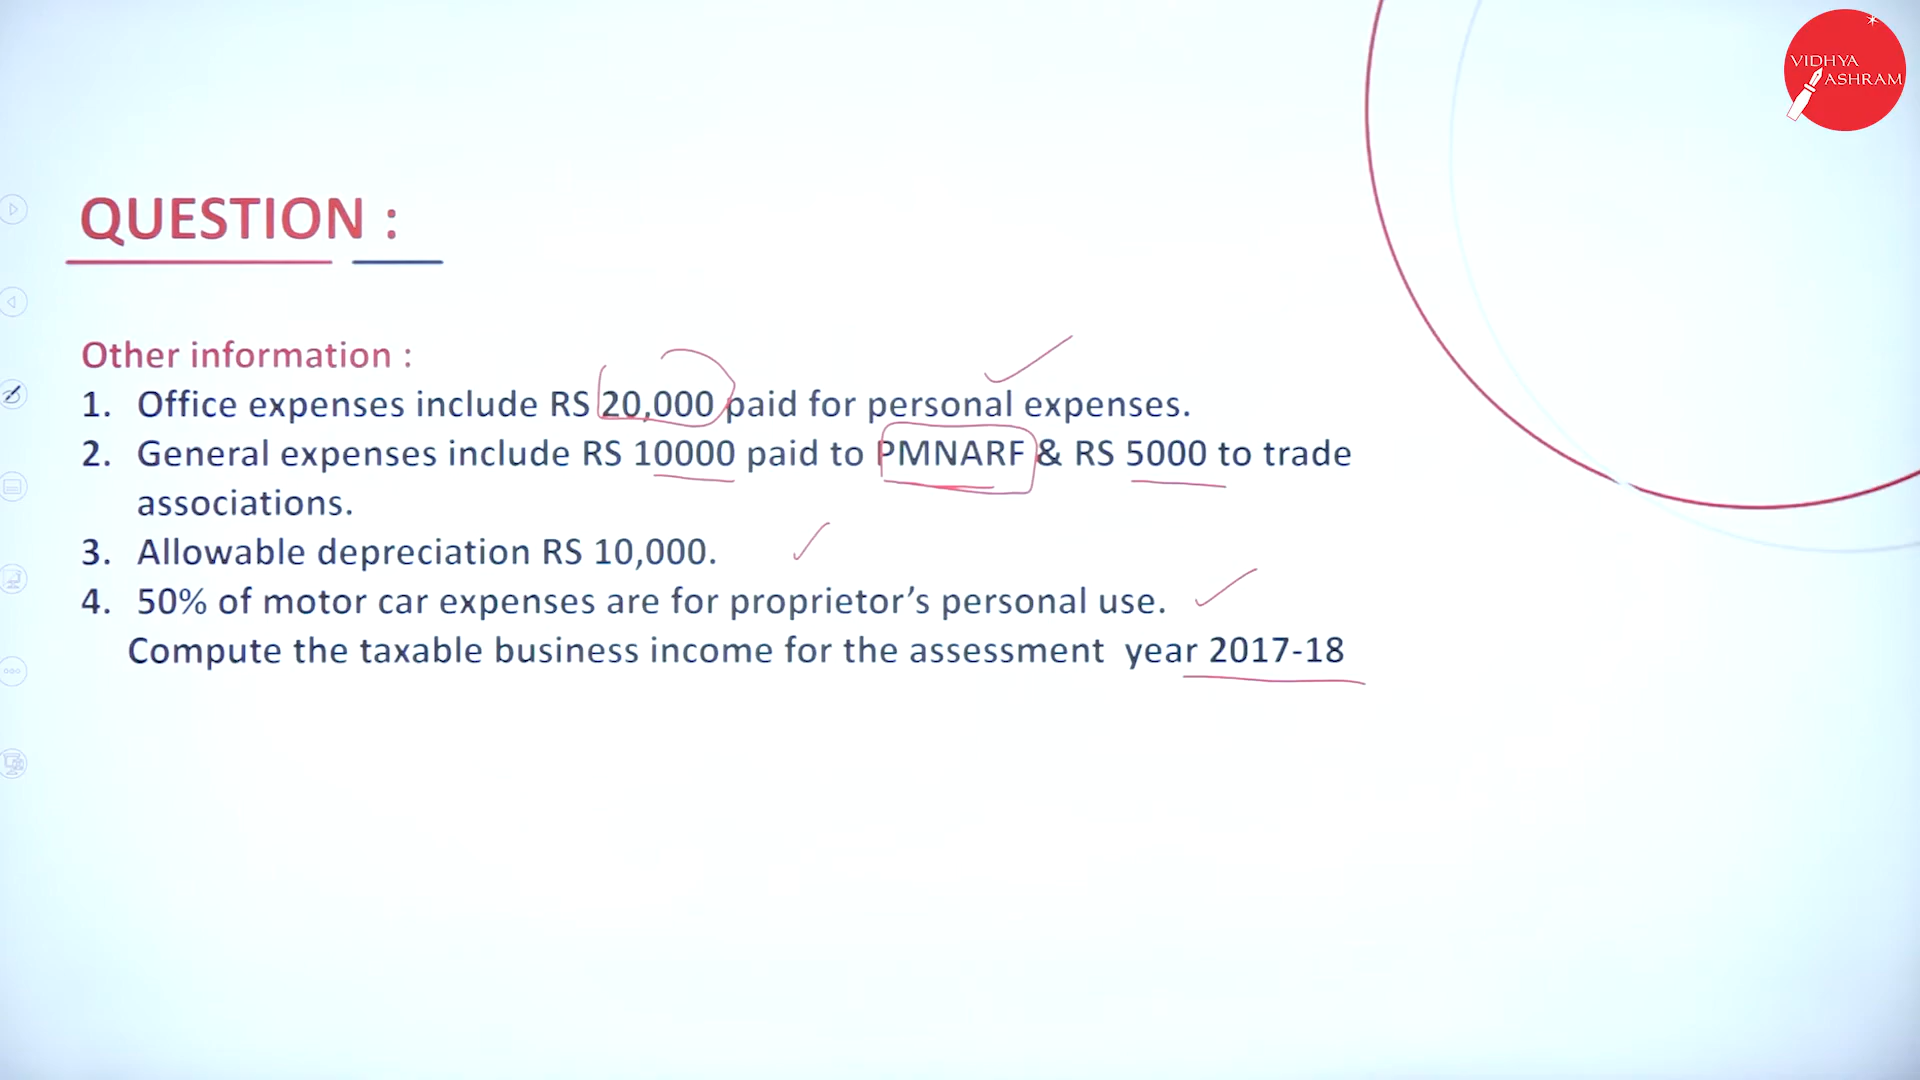 VIDHYA
ASHRAM
QUESTION :
Other information :
1. Office expenses include RS 20,000 paid for personal expenses.
2. General expenses include RS 10000 paid to PMNARF & RS 5000 to trade
associations.
3. Allowable depreciation RS 10,000.
4. 50% of motor car expenses are for proprietor’s personal use.
Compute the taxable business income for the assessment year 2017-18